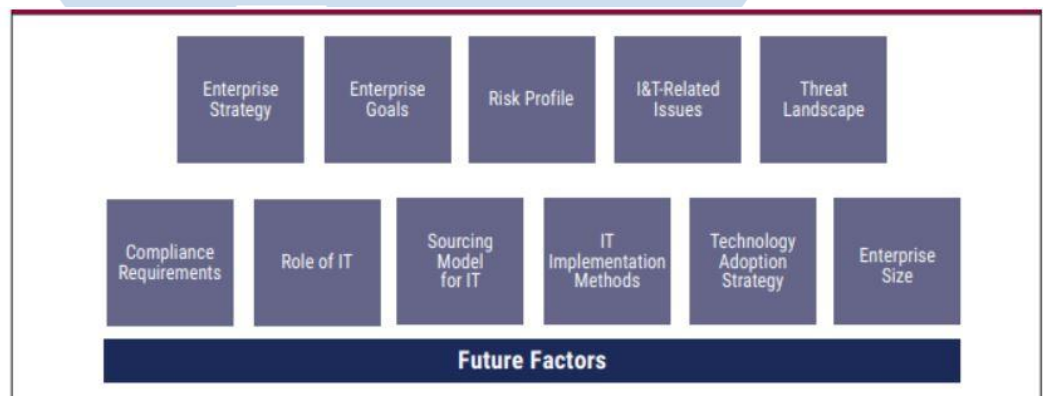 Enterprise
Strategy
Enterprise
Goals
Risk Profile
I&T-Related
Issues
Threat
Landscape
Compliance
Requirements
Role of IT
Sourcing
Model
for IT
IT
Implementation
Methods
Technology
Adoption
Strategy
Enterprise
Size
Future Factors